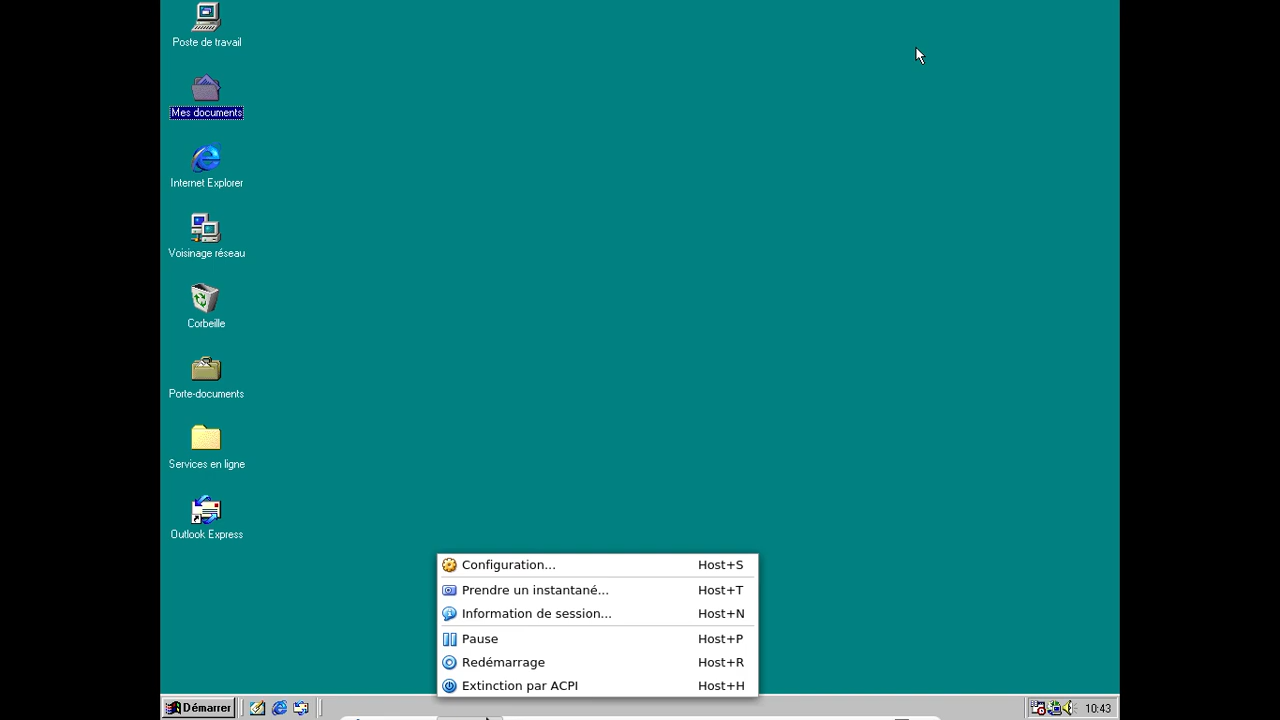 Poste de travail
Mes documents
Internet Explorer
Voisinage réseau
Corbeille
Porte-documents
Services en ligne
Outlook Express
Configuration... Host+S
Prendre un instantané... Host+T
Information de session... Host+N
Pause Host+P
Redémarrage Host+R
Extinction par ACPI Host+H
Démarrer 10:43